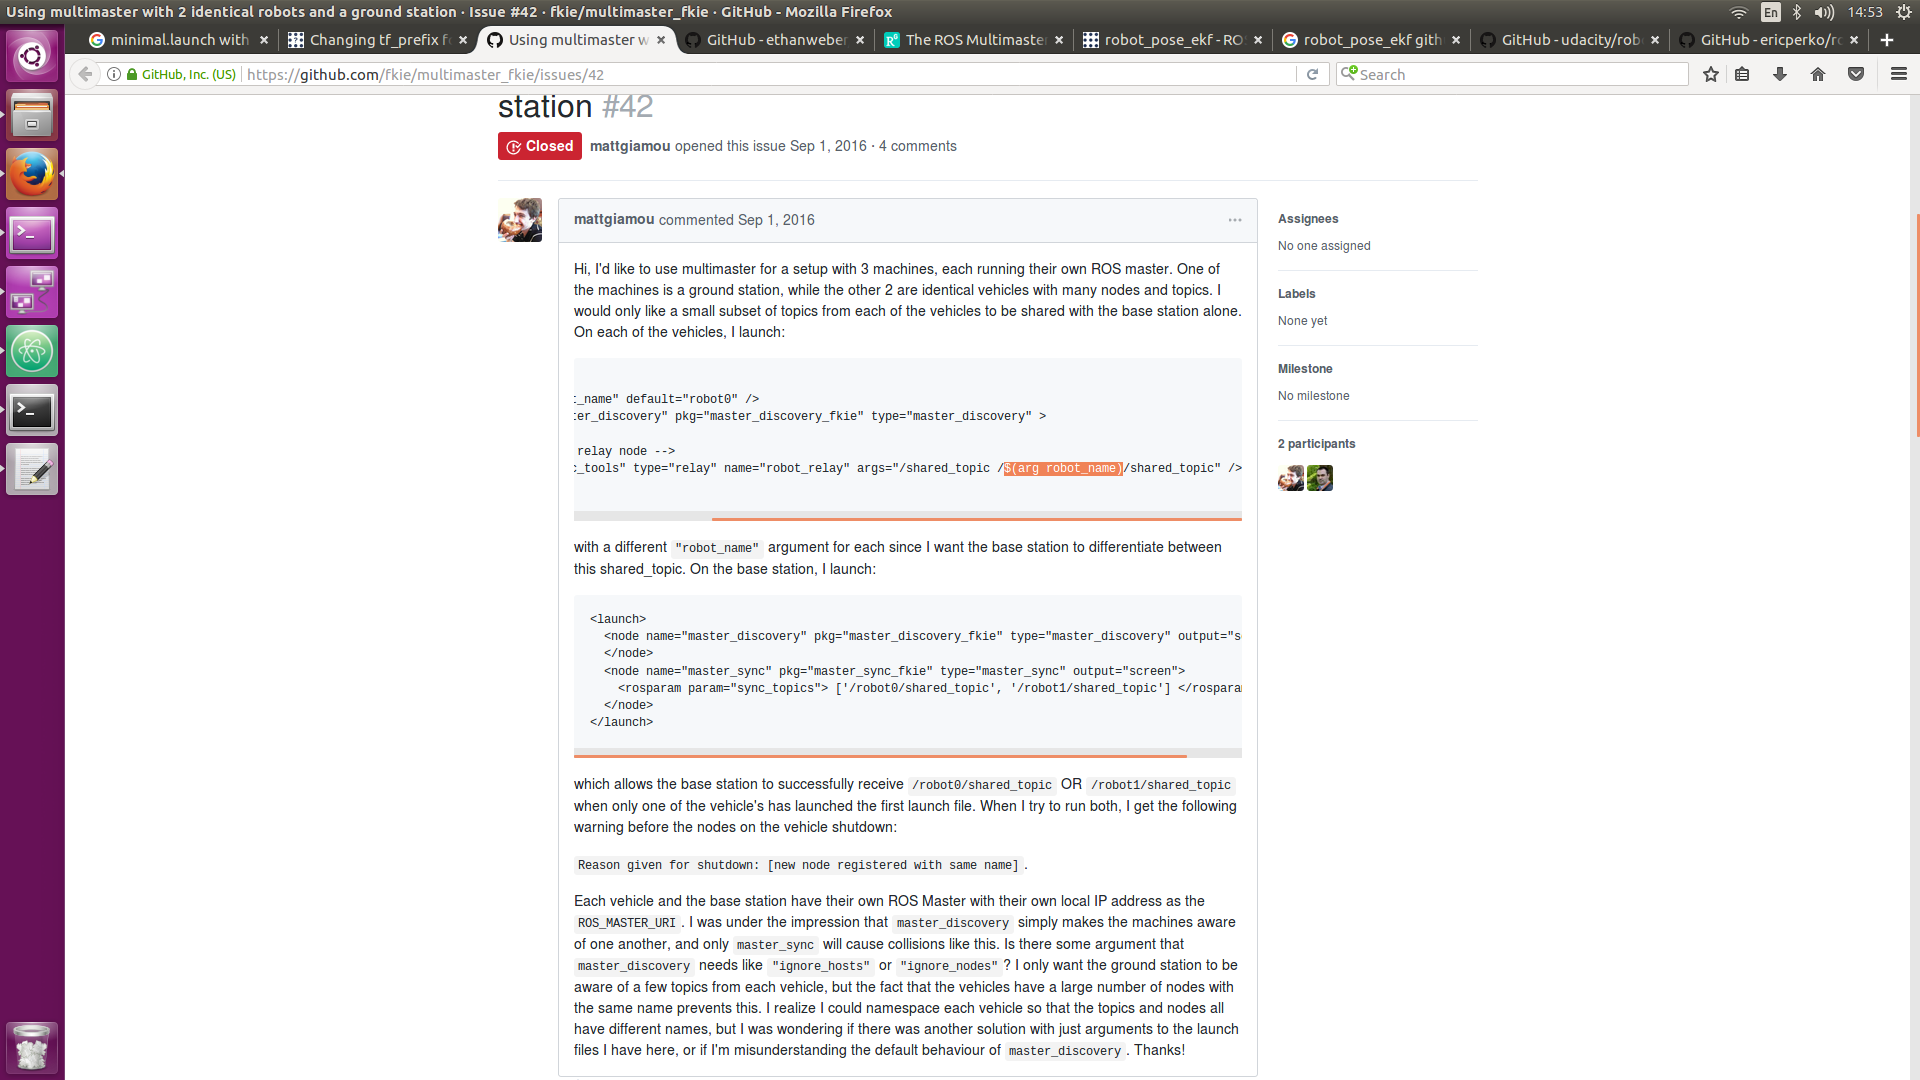 Using multimaster with 2 identical robots and a ground station · Issue #42 · fkie/multimaster_fkie · GitHub - Mozilla Firefox
En
14:53
minimal.launch with
Changing tf_prefix f
Using multimaster w
GitHub - ethanweber
The ROS Multimaster
robot_pose_ekf - RO
robot_pose_ekf gith
GitHub - udacity/rob
GitHub - ericperko/ro
GitHub, Inc. (US)
https://github.com/fkie/multimaster_fkie/issues/42
Search
station #42
Closed
mattgiamou opened this issue Sep 1, 2016 · 4 comments
mattgiamou commented Sep 1, 2016
Hi, I'd like to use multimaster for a setup with 3 machines, each running their own ROS master. One of
the machines is a ground station, while the other 2 are identical vehicles with many nodes and topics. I
would only like a small subset of topics from each of the vehicles to be shared with the base station alone.
On each of the vehicles, I launch:
t_name" default="robot0" />
ter_discovery" pkg="master_discovery_fkie" type="master_discovery" >
relay node -->
c_tools" type="relay" name="robot_relay" args="/shared_topic /$(arg robot_name)/shared_topic" />
with a different "robot_name" argument for each since I want the base station to differentiate between
this shared_topic. On the base station, I launch:
<launch>
<node name="master_discovery" pkg="master_discovery_fkie" type="master_discovery" output="s
</node>
<node name="master_sync" pkg="master_sync_fkie" type="master_sync" output="screen">
<rosparam param="sync_topics"> ['/robot0/shared_topic', '/robot1/shared_topic'] </rospara
</node>
</launch>
which allows the base station to successfully receive /robot0/shared_topic OR /robot1/shared_topic
when only one of the vehicle's has launched the first launch file. When I try to run both, I get the following
warning before the nodes on the vehicle shutdown:
Reason given for shutdown: [new node registered with same name] .
Each vehicle and the base station have their own ROS Master with their own local IP address as the
ROS_MASTER_URI . I was under the impression that master_discovery simply makes the machines aware
of one another, and only master_sync will cause collisions like this. Is there some argument that
master_discovery needs like "ignore_hosts" or "ignore_nodes" ? I only want the ground station to be
aware of a few topics from each vehicle, but the fact that the vehicles have a large number of nodes with
the same name prevents this. I realize I could namespace each vehicle so that the topics and nodes all
have different names, but I was wondering if there was another solution with just arguments to the launch
files I have here, or if I'm misunderstanding the default behaviour of master_discovery . Thanks!
Assignees
No one assigned
Labels
None yet
Milestone
No milestone
2 participants